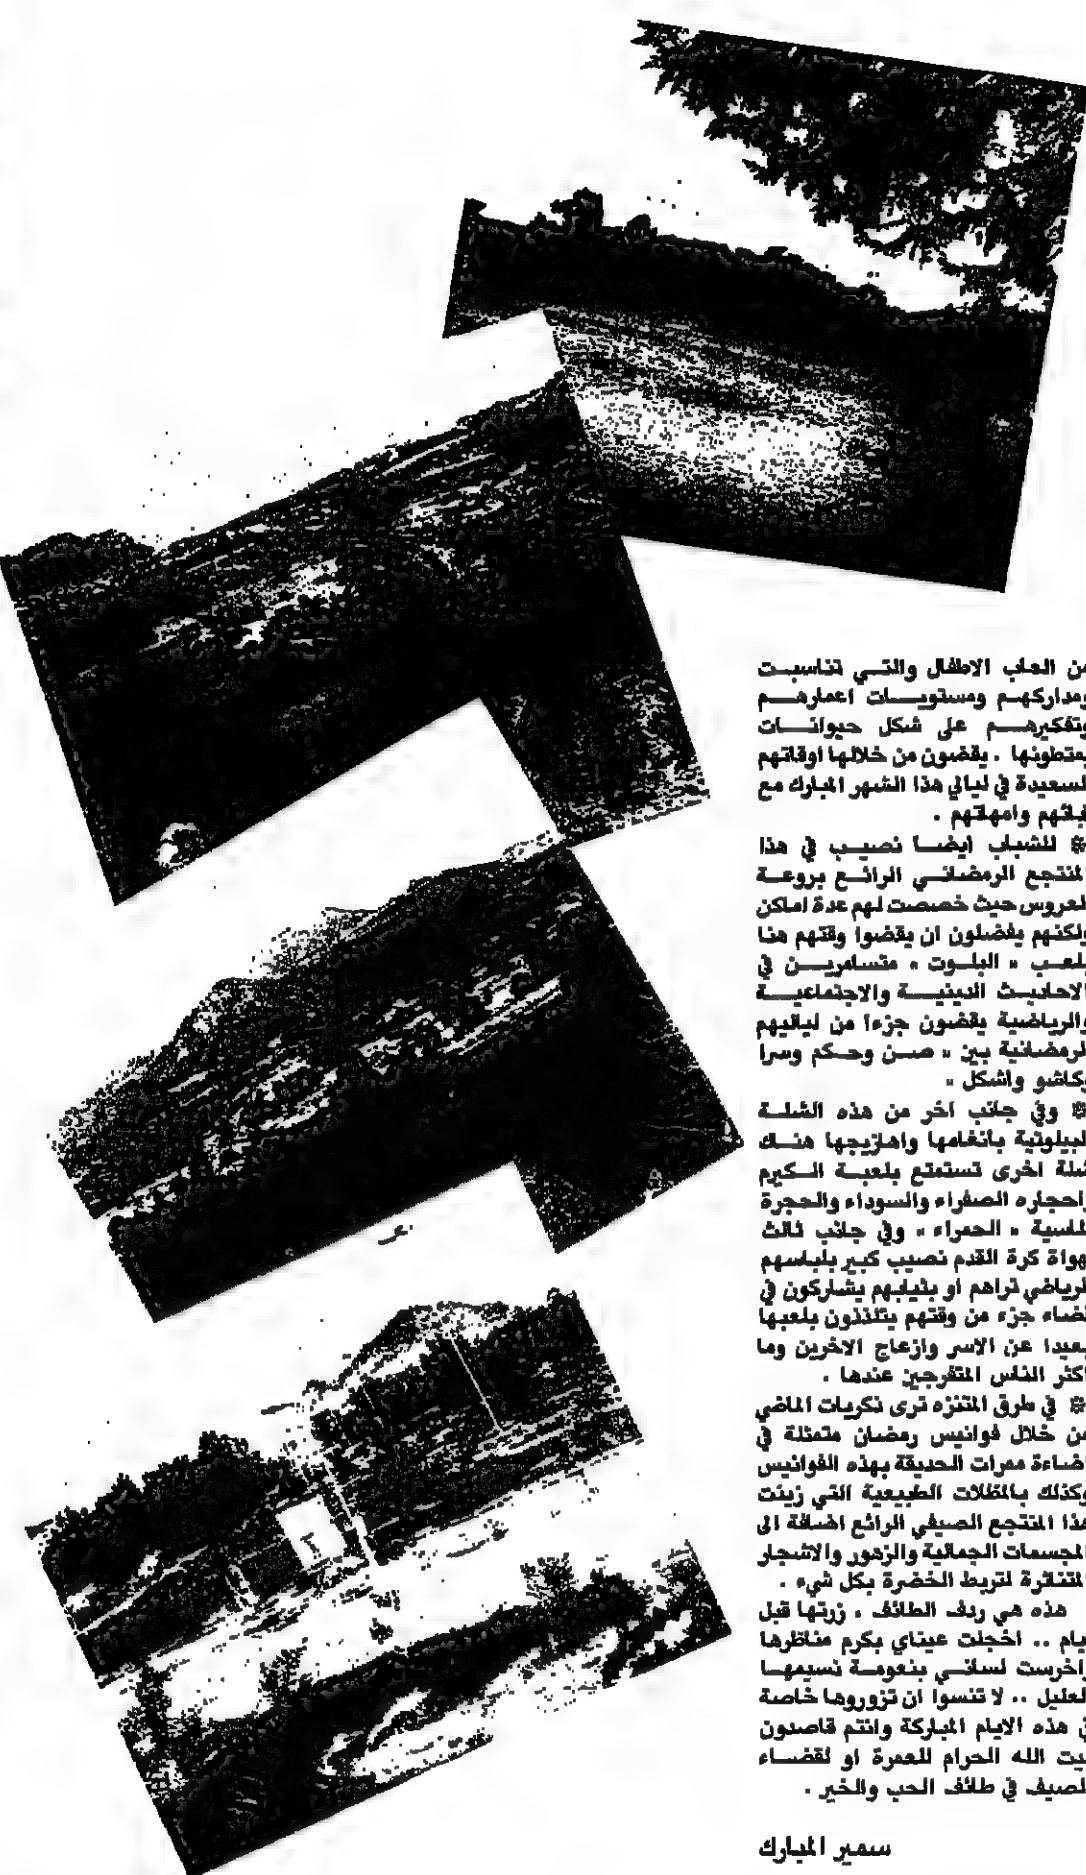 من العاب الاطفال والتي تناسبت
ومداركهم ومستويات اعمارهم
وتفكيرهم على شكل حيوانات
يمتطونها . يقضون من خلالها اوقاتهم
السعيدة في ليالي هذا الشهر المبارك مع
ابائهم وامهاتهم .
❊ للشباب ايضا نصيب في هذا
المنتجع الرمضاني الرائع بروعة
العروس حيث خصصت لهم عدة اماكن
ولكنهم يفضلون ان يقضوا وقتهم هنا
بلعب « البلوت » متسامرين في
الاحاديث الدينية والاجتماعية
والرياضية يقضون جزءا من لياليهم
الرمضانية بين « صن وحكم وسرا
وكاشو واشكل »
❊ وفي جانب اخر من هذه الشلة
البيلوتية بانغامها واهازيجها هناك
شلة اخرى تستمتع بلعبة الكيرم
واحجاره الصفراء والسوداء والحجرة
الماسية « الحمراء » وفي جانب ثالث
لهواة كرة القدم نصيب كبير بلباسهم
الرياضي تراهم او بثيابهم يشاركون في
قضاء جزء من وقتهم يتلذذون بلعبها
بعيدا عن الاسر وازعاج الاخرين وما
اكثر الناس المتفرجين عندها .
❊ في طرق المنتزه ترى ذكريات الماضي
من خلال فوانيس رمضان متمثلة في
اضاءة ممرات الحديقة بهذه الفوانيس
وكذلك بالمظلات الطبيعية التي زينت
هذا المنتجع الصيفي الرائع اضافة الى
المجسمات الجمالية والزهور والاشجار
المتناثرة لتربط الخضرة بكل شيء .
هذه هي ردف الطائف . زرتها قبل
ايام .. اخجلت عيناي بكرم مناظرها
واخرست لساني بنعومة نسيمها
العليل .. لا تنسوا ان تزوروها خاصة
في هذه الايام المباركة وانتم قاصدون
بيت الله الحرام للعمرة او لقضاء
الصيف في طائف الحب والخير .
سمير المبارك